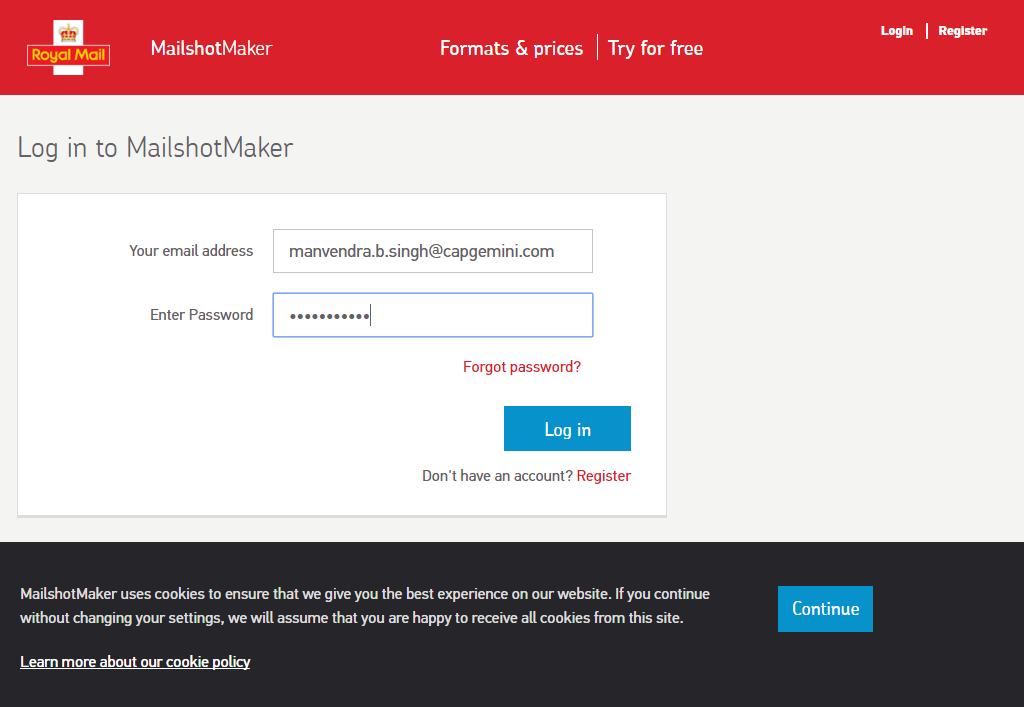 Royal Mail
MailshotMaker
Formats & prices
Try for free
Login
Register
Log in to MailshotMaker
Your email address
manvendra.b.singh@capgemini.com
Enter Password
•••••••••••
Forgot password?
Log in
Don't have an account? Register
MailshotMaker uses cookies to ensure that we give you the best experience on our website. If you continue
without changing your settings, we will assume that you are happy to receive all cookies from this site.
Continue
Learn more about our cookie policy